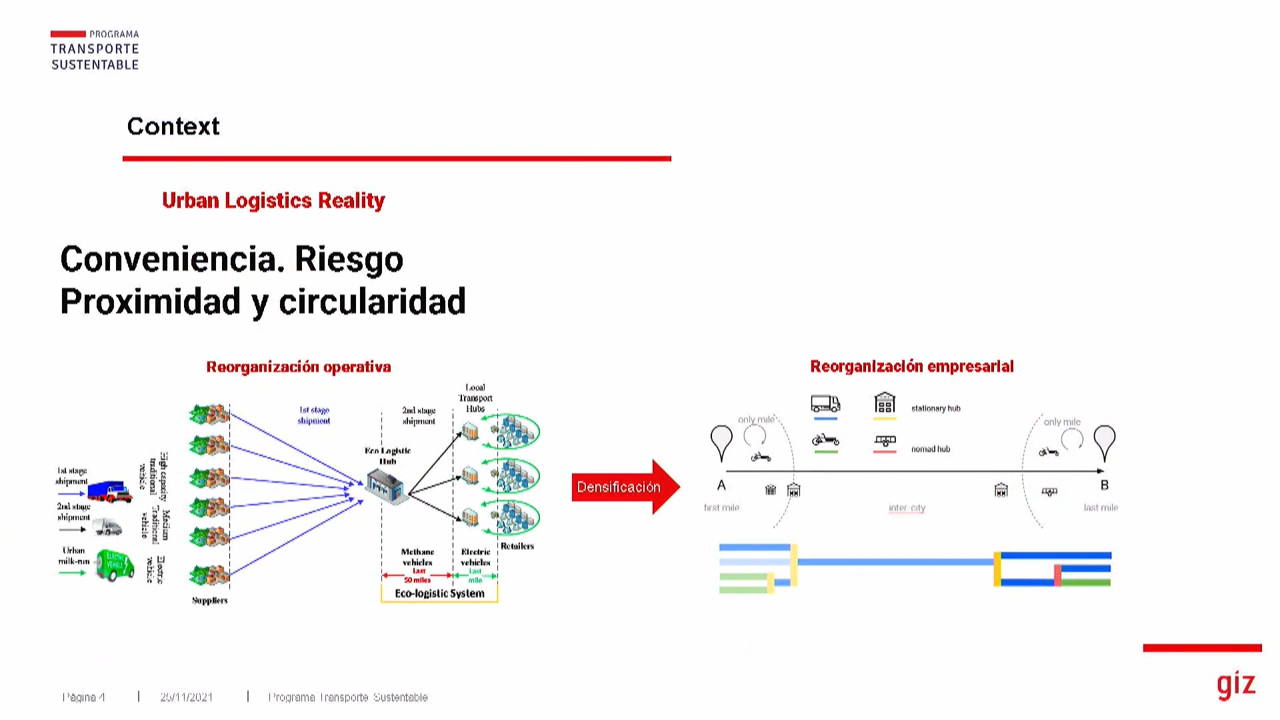 PROGRAMA
TRANSPORTE
SUSTENTABLE
Context
Urban Logistics Reality
Conveniencia. Riesgo
Proximidad y circularidad
Reorganización operativa
1st stage
shipment
2nd stage
shipment
Local
Transport
Hubs
Eco Logistic
Hub
1st stage
shipment
High capacity
traditional
vehicle
2nd stage
shipment
Medium
Traditional
vehicle
Urban
milk-run
Electric
vehicle
Suppliers
Retailers
Methane
vehicles
Electric
vehicles
Last
50 miles
Last
mile
Eco-logistic System
Densificación
Reorganización empresarial
only mile
stationary hub
nomad hub
only mile
A
B
first mile
inter-city
last mile
Página 4
25/11/2021
Programa Transporte Sustentable
giz